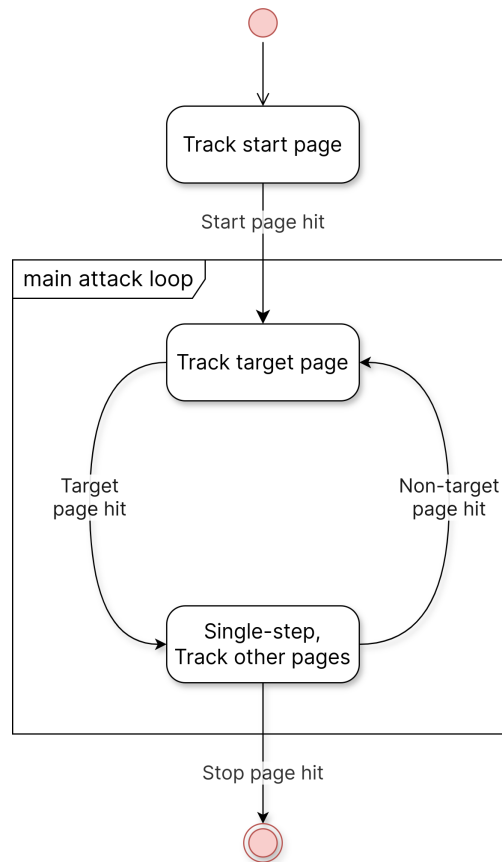 Track start page
Start page hit
main attack loop
Track target page
Target
page hit
Non-target
page hit
Single-step,
Track other pages
Stop page hit